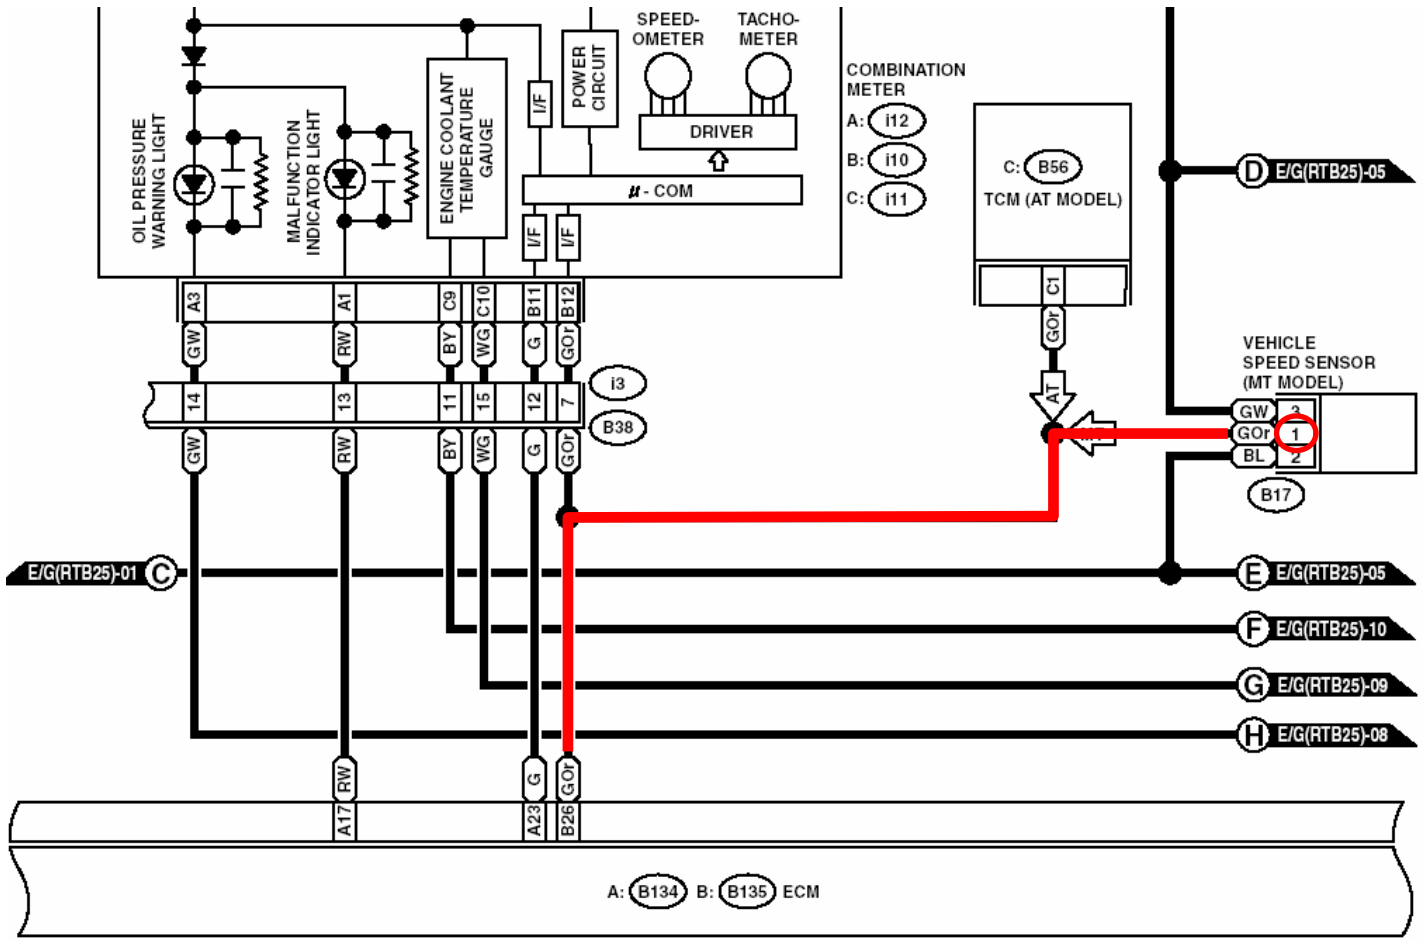 SPEED-
OMETER
TACHO-
METER
POWER
CIRCUIT
I/F
ENGINE COOLANT
TEMPERATURE
GAUGE
OIL PRESSURE
WARNING LIGHT
MALFUNCTION
INDICATOR LIGHT
DRIVER
μ - COM
I/F
I/F
COMBINATION
METER
A: i12
B: i10
C: i11
C: B56
TCM (AT MODEL)
D E/G(RTB25)-05
A3
A1
C9
C10
B11
B12
C1
GW
RW
BY
WG
G
GOr
GOr
VEHICLE
SPEED SENSOR
(MT MODEL)
14
13
11
15
12
7
i3
B38
AT
MT
GW 3
GOr 1
BL 2
B17
GW
RW
BY
WG
G
GOr
E/G(RTB25)-01 C
E E/G(RTB25)-05
F E/G(RTB25)-10
G E/G(RTB25)-09
H E/G(RTB25)-08
RW
G
GOr
A17
A23
B26
A: B134 B: B135 ECM